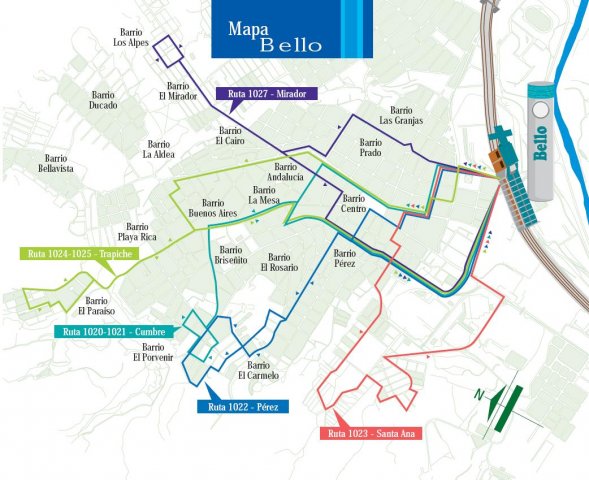 Mapa
Bello
Barrio
Los Alpes
Barrio
El Mirador
Ruta 1027 - Mirador
Barrio
Ducado
Barrio
Las Granjas
Barrio
El Cairo
Barrio
Prado
Bello
Barrio
La Aldea
Barrio
Bellavista
Barrio
Andalucía
Barrio
La Mesa
Barrio
Centro
Barrio
Buenos Aires
Barrio
Playa Rica
Ruta 1024-1025 - Trapiche
Barrio
Briseñito
Barrio
El Rosario
Barrio
Pérez
Barrio
El Paraiso
Ruta 1020-1021 - Cumbre
Barrio
El Porvenir
Barrio
El Carmelo
Ruta 1022 - Pérez
N
Ruta 1023 - Santa Ana